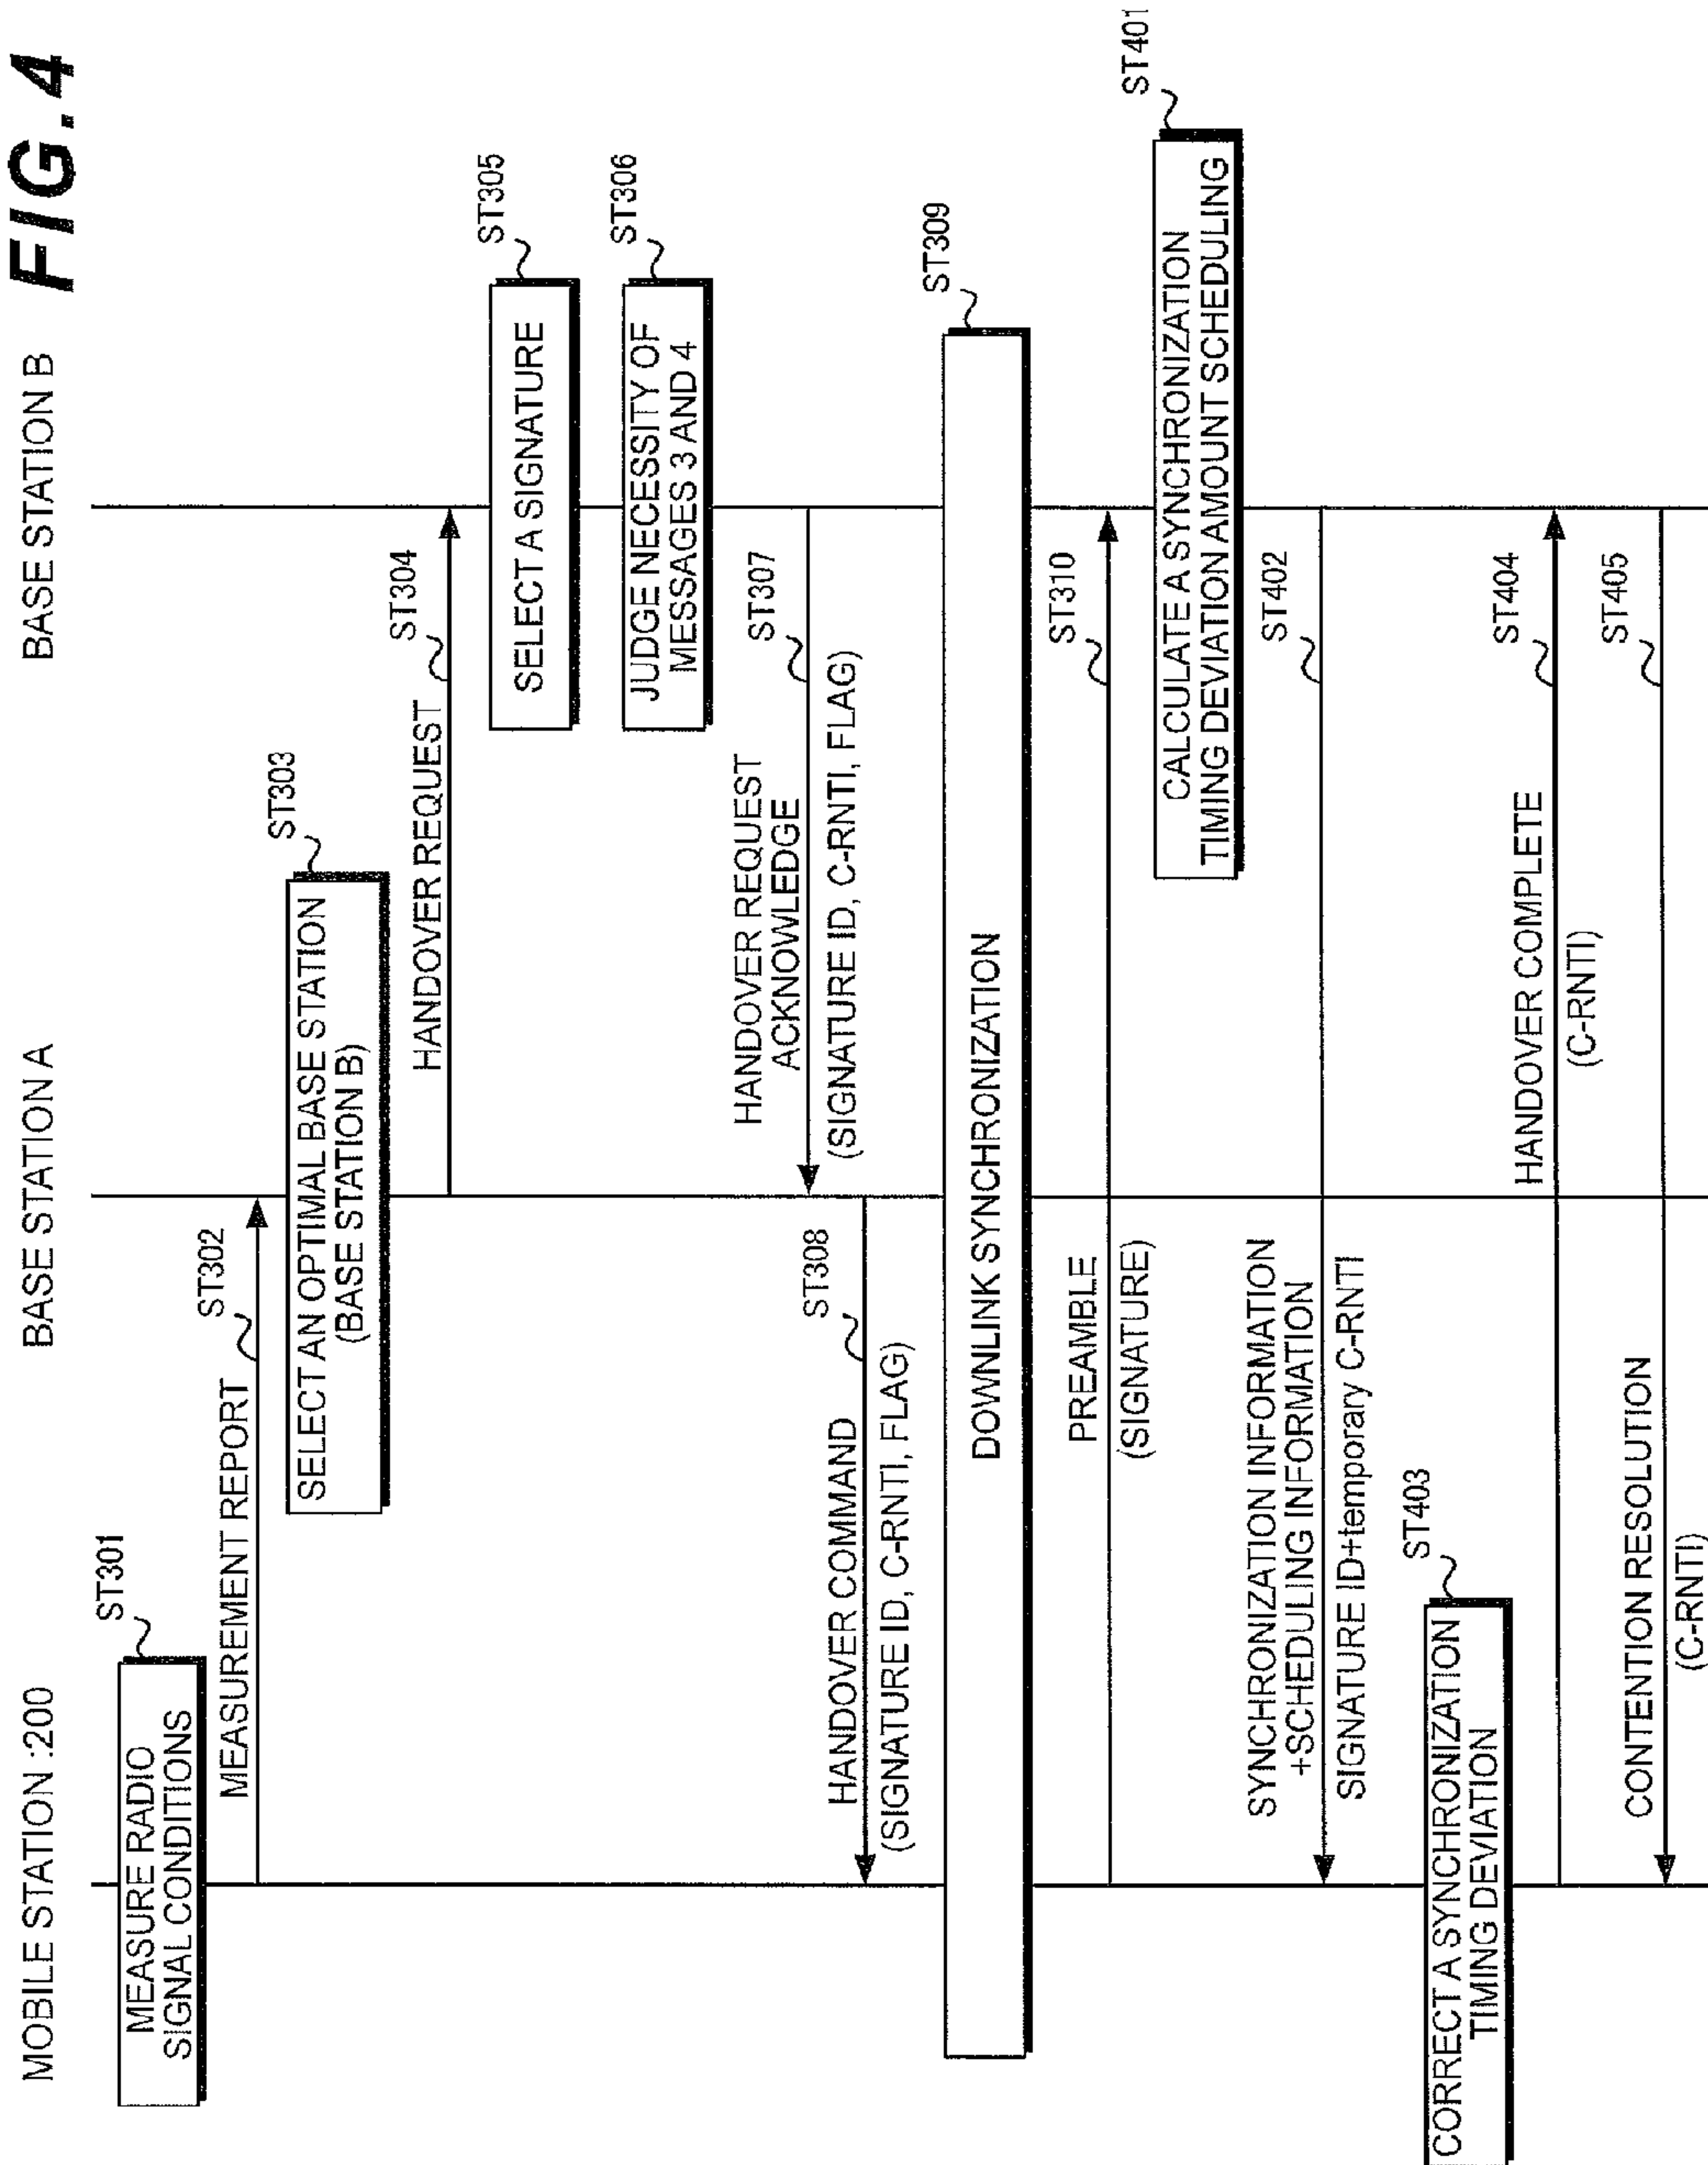 FIG.4
MOBILE STATION :200
BASE STATION A
BASE STATION B
ST301
MEASURE RADIO
SIGNAL CONDITIONS
MEASUREMENT REPORT
ST302
ST303
SELECT AN OPTIMAL BASE STATION
(BASE STATION B)
HANDOVER REQUEST
ST304
ST305
SELECT A SIGNATURE
ST306
JUDGE NECESSITY OF
MESSAGES 3 AND 4
HANDOVER REQUEST
ACKNOWLEDGE
ST307
(SIGNATURE ID, C-RNTI, FLAG)
HANDOVER COMMAND
ST308
(SIGNATURE ID, C-RNTI, FLAG)
ST309
DOWNLINK SYNCHRONIZATION
PREAMBLE
ST310
(SIGNATURE)
ST401
CALCULATE A SYNCHRONIZATION
TIMING DEVIATION AMOUNT SCHEDULING
SYNCHRONIZATION INFORMATION
+SCHEDULING INFORMATION
ST402
SIGNATURE ID+temporary C-RNTI
ST403
CORRECT A SYNCHRONIZATION
TIMING DEVIATION
HANDOVER COMPLETE
ST404
(C-RNTI)
CONTENTION RESOLUTION
ST405
(C-RNTI)